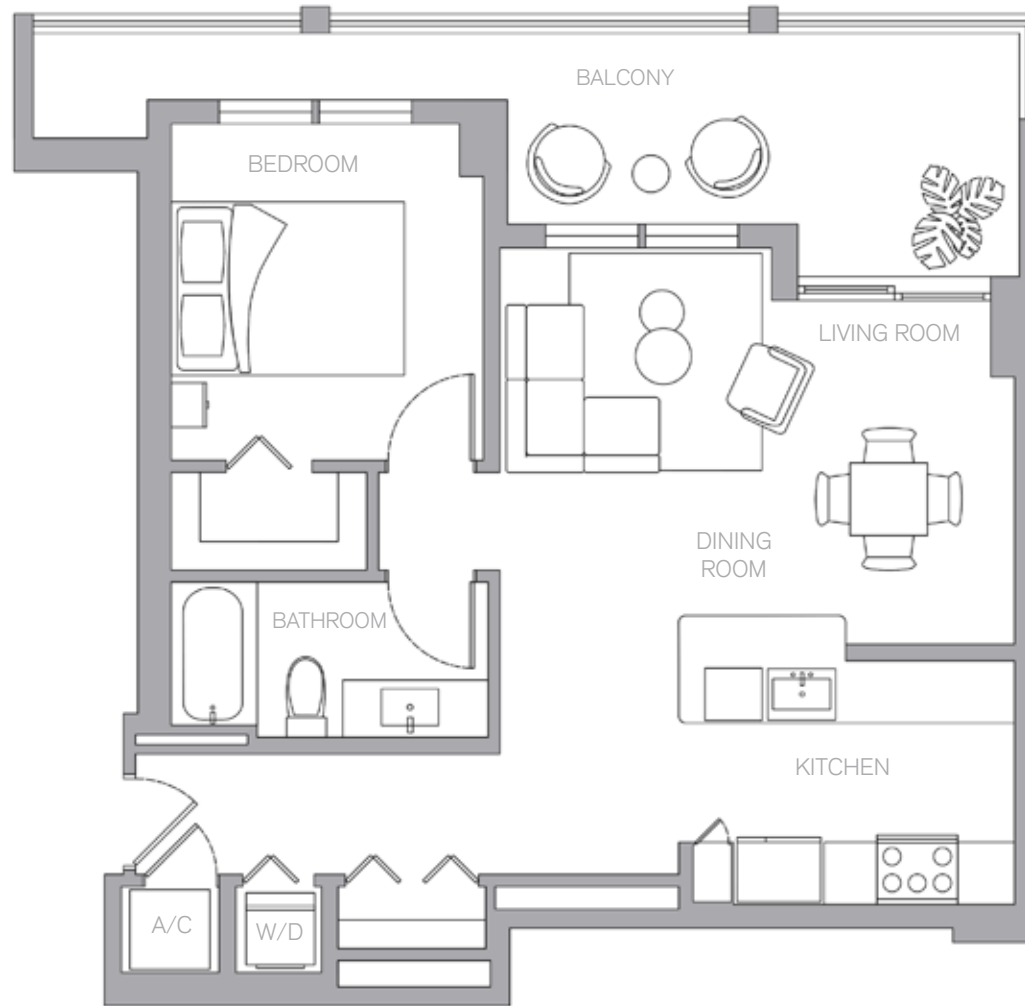 BALCONY
BEDROOM
LIVING ROOM
DINING
ROOM
BATHROOM
KITCHEN
A/C
W/D